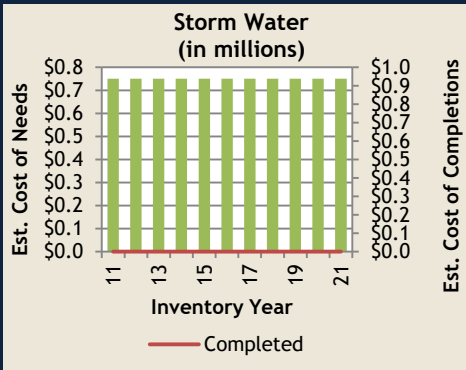 Storm Water
(in millions)
Est. Cost of Needs
$0.8
$0.7
$0.6
$0.5
$0.4
$0.3
$0.2
$0.1
$0.0
$1.0
$0.9
$0.8
$0.7
$0.6
$0.5
$0.4
$0.3
$0.2
$0.1
$0.0
Est. Cost of Completions
11 13 15 17 19 21
Inventory Year
Completed